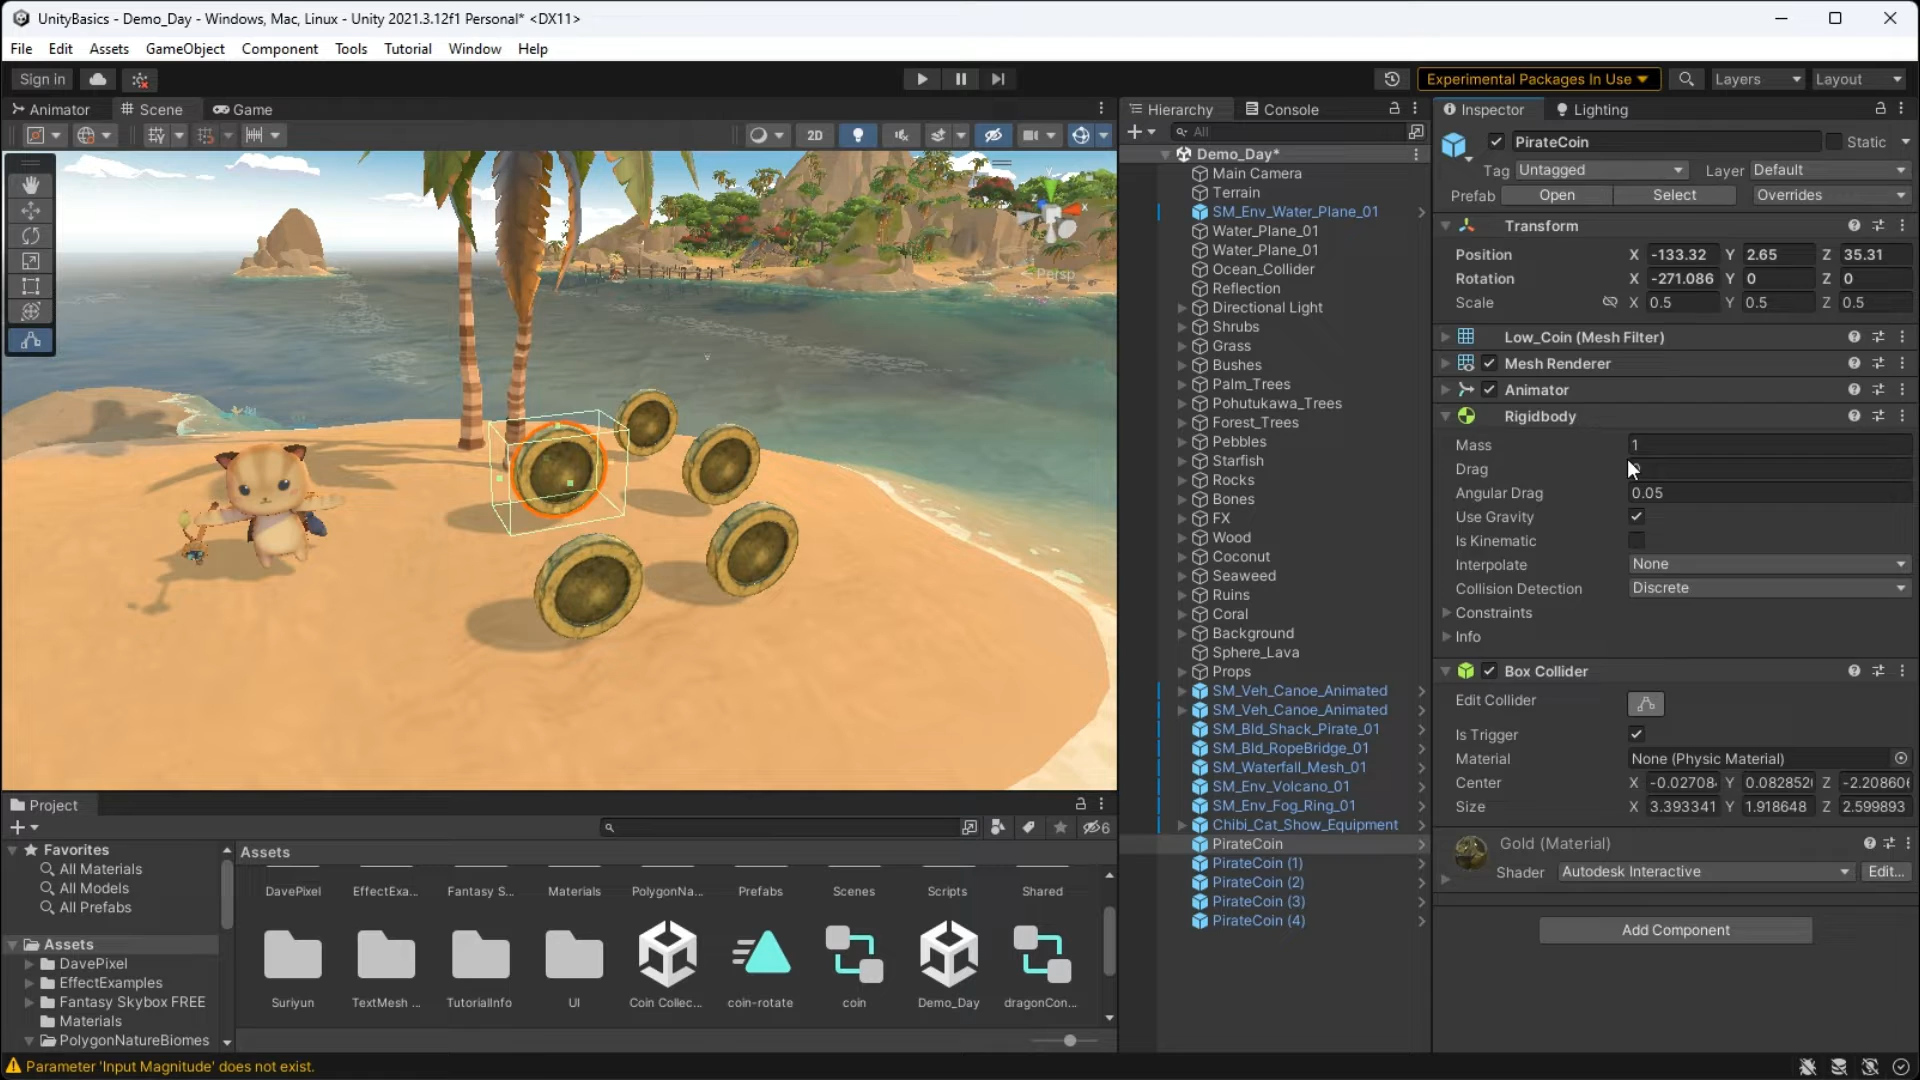 UnityBasics - Demo_Day - Windows, Mac, Linux - Unity 2021.3.12f1 Personal* <DX11>
File Edit Assets GameObject Component Tools Tutorial Window Help
Sign in
Experimental Packages In Use
Layers
Layout
Animator
Scene
Game
2D
Persp
Hierarchy
Console
All
Demo_Day*
Main Camera
Terrain
SM_Env_Water_Plane_01
Water_Plane_01
Water_Plane_01
Ocean_Collider
Reflection
Directional Light
Shrubs
Grass
Bushes
Palm_Trees
Pohutukawa_Trees
Forest_Trees
Pebbles
Starfish
Rocks
Bones
FX
Wood
Coconut
Seaweed
Ruins
Coral
Background
Sphere_Lava
Props
SM_Veh_Canoe_Animated
SM_Veh_Canoe_Animated
SM_Bld_Shack_Pirate_01
SM_Bld_RopeBridge_01
SM_Waterfall_Mesh_01
SM_Env_Volcano_01
SM_Env_Fog_Ring_01
Chibi_Cat_Show_Equipment
PirateCoin
PirateCoin (1)
PirateCoin (2)
PirateCoin (3)
PirateCoin (4)
Inspector
Lighting
PirateCoin
Static
Tag Untagged Layer Default
Prefab Open Select Overrides
Transform
Position X -133.32 Y 2.65 Z 35.31
Rotation X -271.086 Y 0 Z 0
Scale X 0.5 Y 0.5 Z 0.5
Low_Coin (Mesh Filter)
Mesh Renderer
Animator
Rigidbody
Mass 1
Drag
Angular Drag 0.05
Use Gravity
Is Kinematic
Interpolate None
Collision Detection Discrete
Constraints
Info
Box Collider
Edit Collider
Is Trigger
Material None (Physic Material)
Center X -0.02708 Y 0.082852 Z -2.20860
Size X 3.393341 Y 1.918648 Z 2.599893
Gold (Material)
Shader Autodesk Interactive Edit...
Add Component
Project
6
Favorites
All Materials
All Models
All Prefabs
Assets
DavePixel
EffectExamples
Fantasy Skybox FREE
Materials
PolygonNatureBiomes
Assets
DavePixel EffectExa... Fantasy S... Materials PolygonNa... Prefabs Scenes Scripts Shared
Suriyun TextMesh ... TutorialInfo UI Coin Collec... coin-rotate coin Demo_Day dragonCon...
Parameter 'Input Magnitude' does not exist.